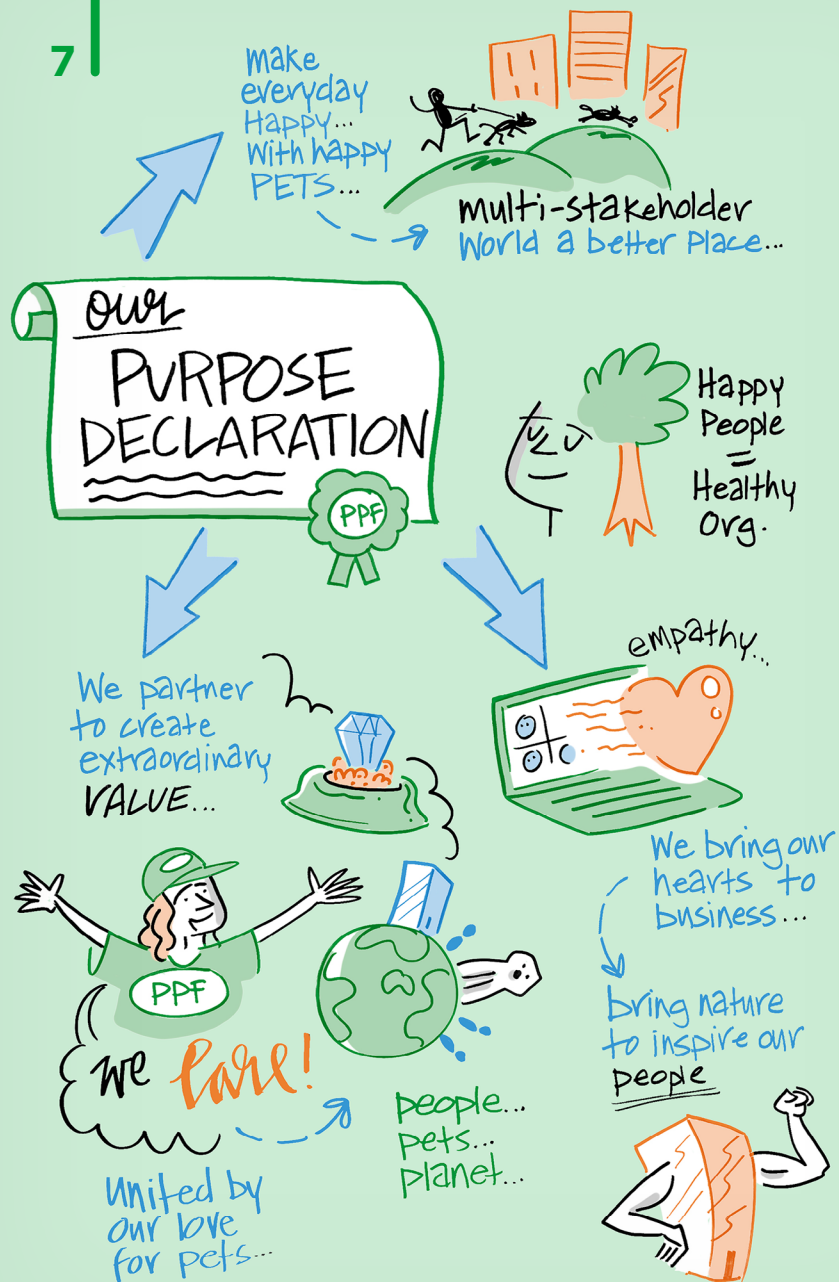 7
make
everyday
Happy...
With happy
PETS...
multi-stakeholder
World a better Place...
our
PURPOSE
DECLARATION
PPF
Happy
People
=
Healthy
Org.
empathy...
We partner
to create
extraordinary
VALUE...
We bring our
hearts to
business...
PPF
we Care!
bring nature
to inspire our
people
people...
pets...
planet...
United by
our love
for pets...